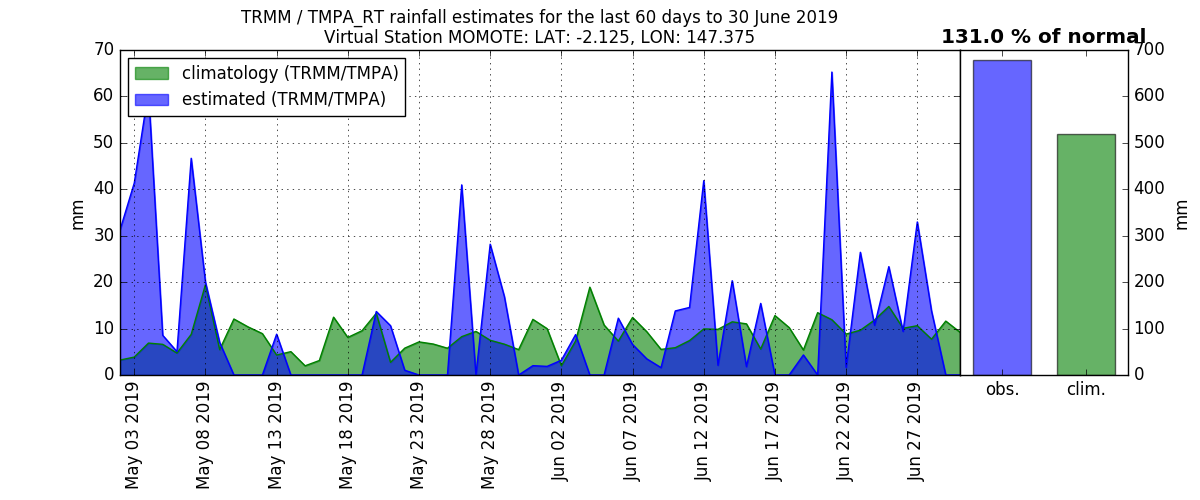 TRMM / TMPA_RT rainfall estimates for the last 60 days to 30 June 2019
Virtual Station MOMOTE: LAT: -2.125, LON: 147.375
131.0 % of normal
climatology (TRMM/TMPA)
estimated (TRMM/TMPA)
70
60
50
40
30
20
10
0
mm
May 03 2019
May 08 2019
May 13 2019
May 18 2019
May 23 2019
May 28 2019
Jun 02 2019
Jun 07 2019
Jun 12 2019
Jun 17 2019
Jun 22 2019
Jun 27 2019
obs.
clim.
700
600
500
400
300
200
100
0
mm